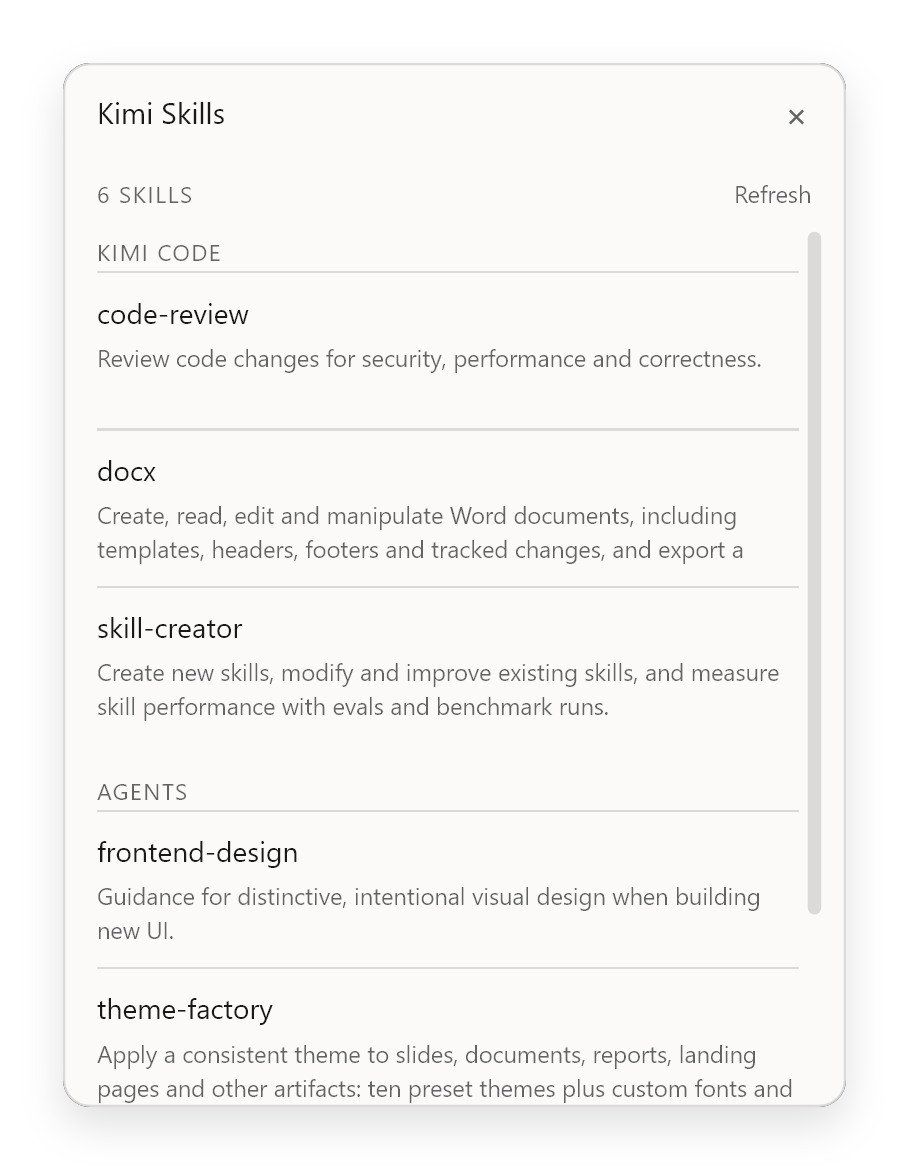 Kimi Skills
×
6 SKILLS
Refresh
KIMI CODE
code-review
Review code changes for security, performance and correctness.
docx
Create, read, edit and manipulate Word documents, including
templates, headers, footers and tracked changes, and export a
skill-creator
Create new skills, modify and improve existing skills, and measure
skill performance with evals and benchmark runs.
AGENTS
frontend-design
Guidance for distinctive, intentional visual design when building
new UI.
theme-factory
Apply a consistent theme to slides, documents, reports, landing
pages and other artifacts: ten preset themes plus custom fonts and